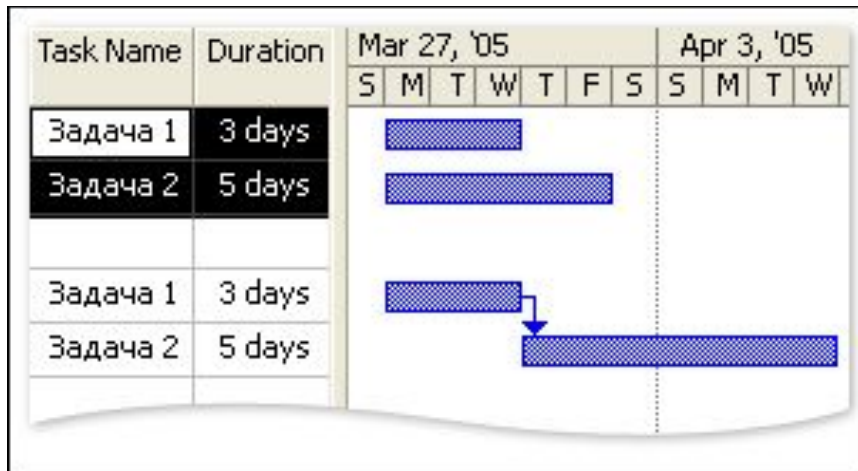 Task Name Duration Mar 27, '05 Apr 3, '05
S M T W T F S S M T W
Задача 1 3 days
Задача 2 5 days
Задача 1 3 days
Задача 2 5 days